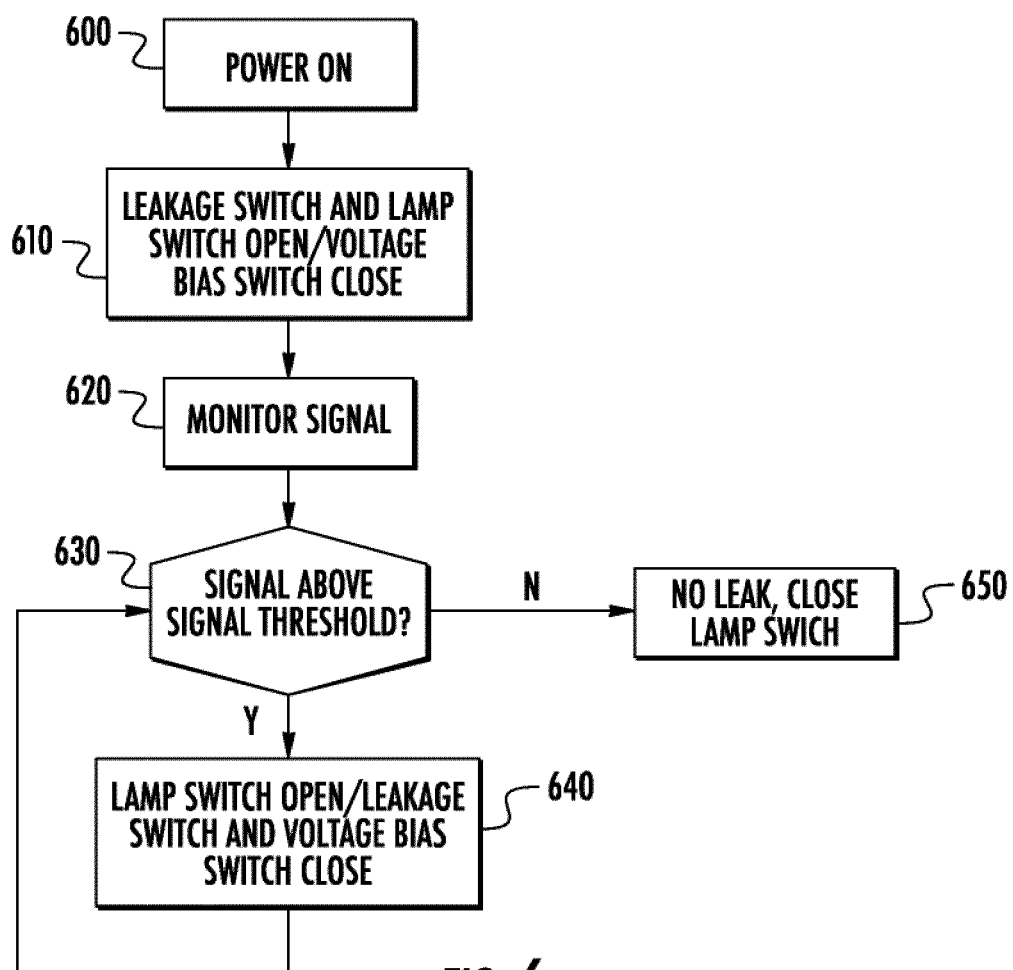 600
POWER ON
610
LEAKAGE SWITCH AND LAMP
SWITCH OPEN/VOLTAGE
BIAS SWITCH CLOSE
620
MONITOR SIGNAL
630
SIGNAL ABOVE
SIGNAL THRESHOLD?
N
NO LEAK, CLOSE
LAMP SWICH
650
Y
LAMP SWITCH OPEN/LEAKAGE
SWITCH AND VOLTAGE BIAS
SWITCH CLOSE
640